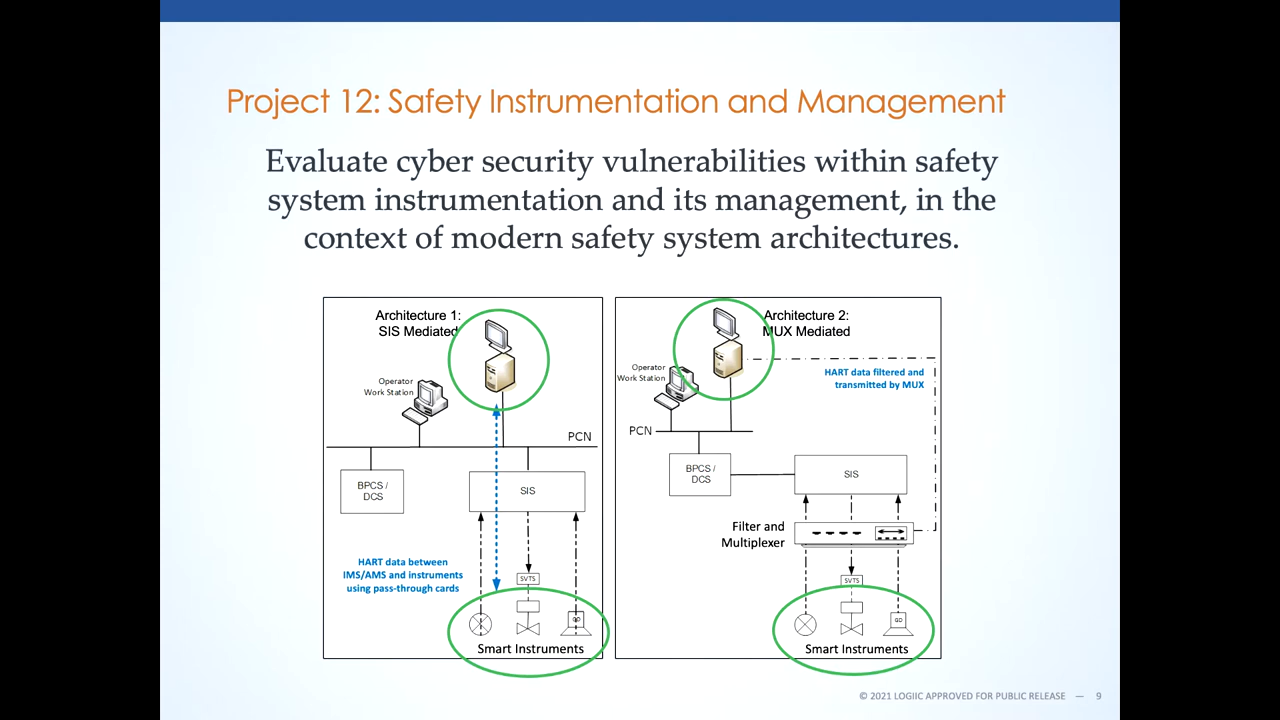 Project 12: Safety Instrumentation and Management
Evaluate cyber security vulnerabilities within safety
system instrumentation and its management, in the
context of modern safety system architectures.
Architecture 1:
SIS Mediated
Operator
Work Station
PCN
BPCS /
DCS
SIS
HART data between
IMS/AMS and instruments
using pass-through cards
SVTS
Smart Instruments
Architecture 2:
MUX Mediated
Operator
Work Station
HART data filtered and
transmitted by MUX
PCN
BPCS /
DCS
SIS
Filter and
Multiplexer
SVTS
Smart Instruments
© 2021 LOGIIC APPROVED FOR PUBLIC RELEASE — 9